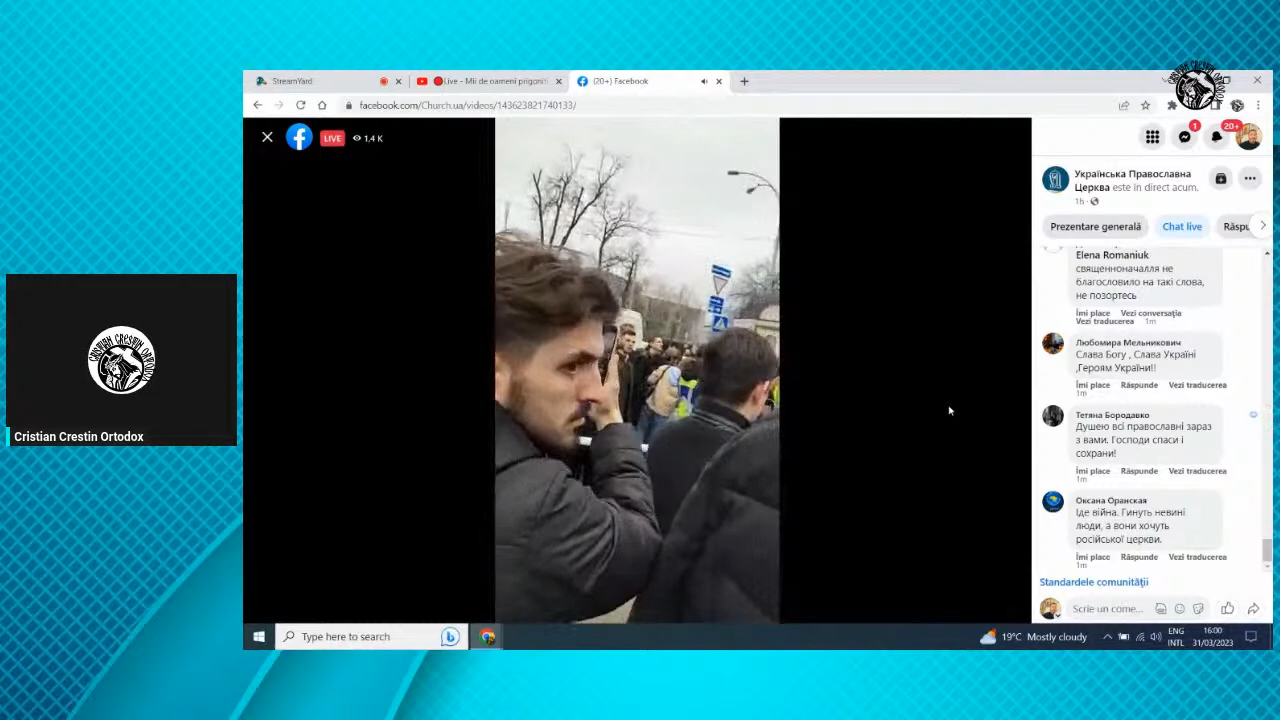 StreamYard
Live - Mii de oameni prigoniți
(20+) Facebook
facebook.com/Church.ua/videos/143623821740133/
LIVE
1,4 K
1
20+
Українська Православна
Церква este în direct acum.
1h
Prezentare generală
Chat live
Răspu
Elena Romaniuk
священноначалля не
благословило на такі слова,
не позортесь
Îmi place Vezi conversația
Vezi traducerea 1m
Любомира Мельникович
Слава Богу , Слава Україні
,Героям України!!
Îmi place Răspunde Vezi traducerea
1m
Тетяна Бородавко
Душею всі православні зараз
з вами. Господи спаси і
сохрани!
Îmi place Răspunde Vezi traducerea
1m
Оксана Оранская
Іде війна. Гинуть невині
люди, а вони хочуть
російської церкви.
Îmi place Răspunde Vezi traducerea
1m
Standardele comunității
Scrie un come...
CRISTIAN CRESTIN ORTODOX
Cristian Crestin Ortodox
Type here to search
19°C Mostly cloudy
ENG
INTL
16:00
31/03/2023